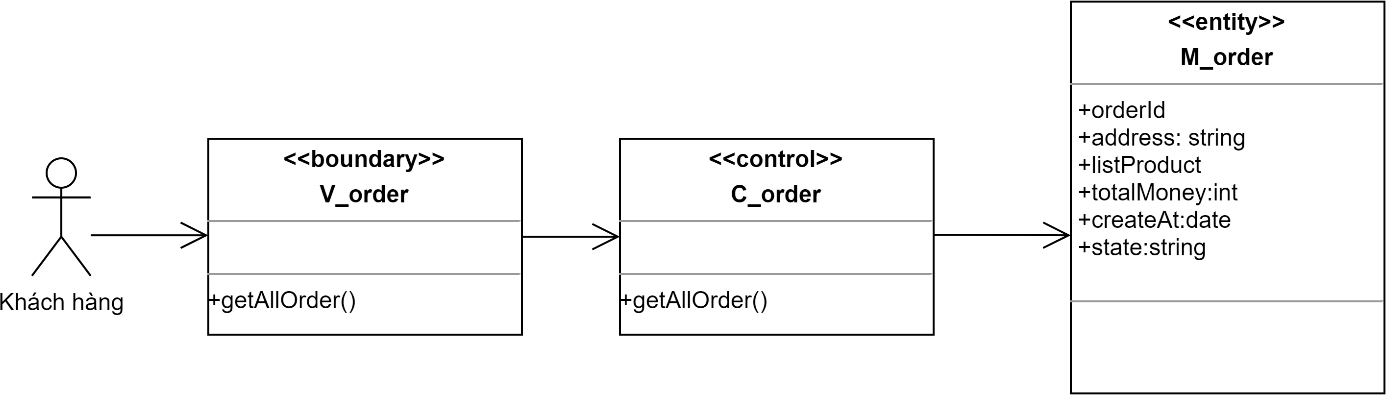 Khách hàng
<<boundary>>
V_order
+getAllOrder()
<<control>>
C_order
+getAllOrder()
<<entity>>
M_order
+orderId
+address: string
+listProduct
+totalMoney:int
+createAt:date
+state:string